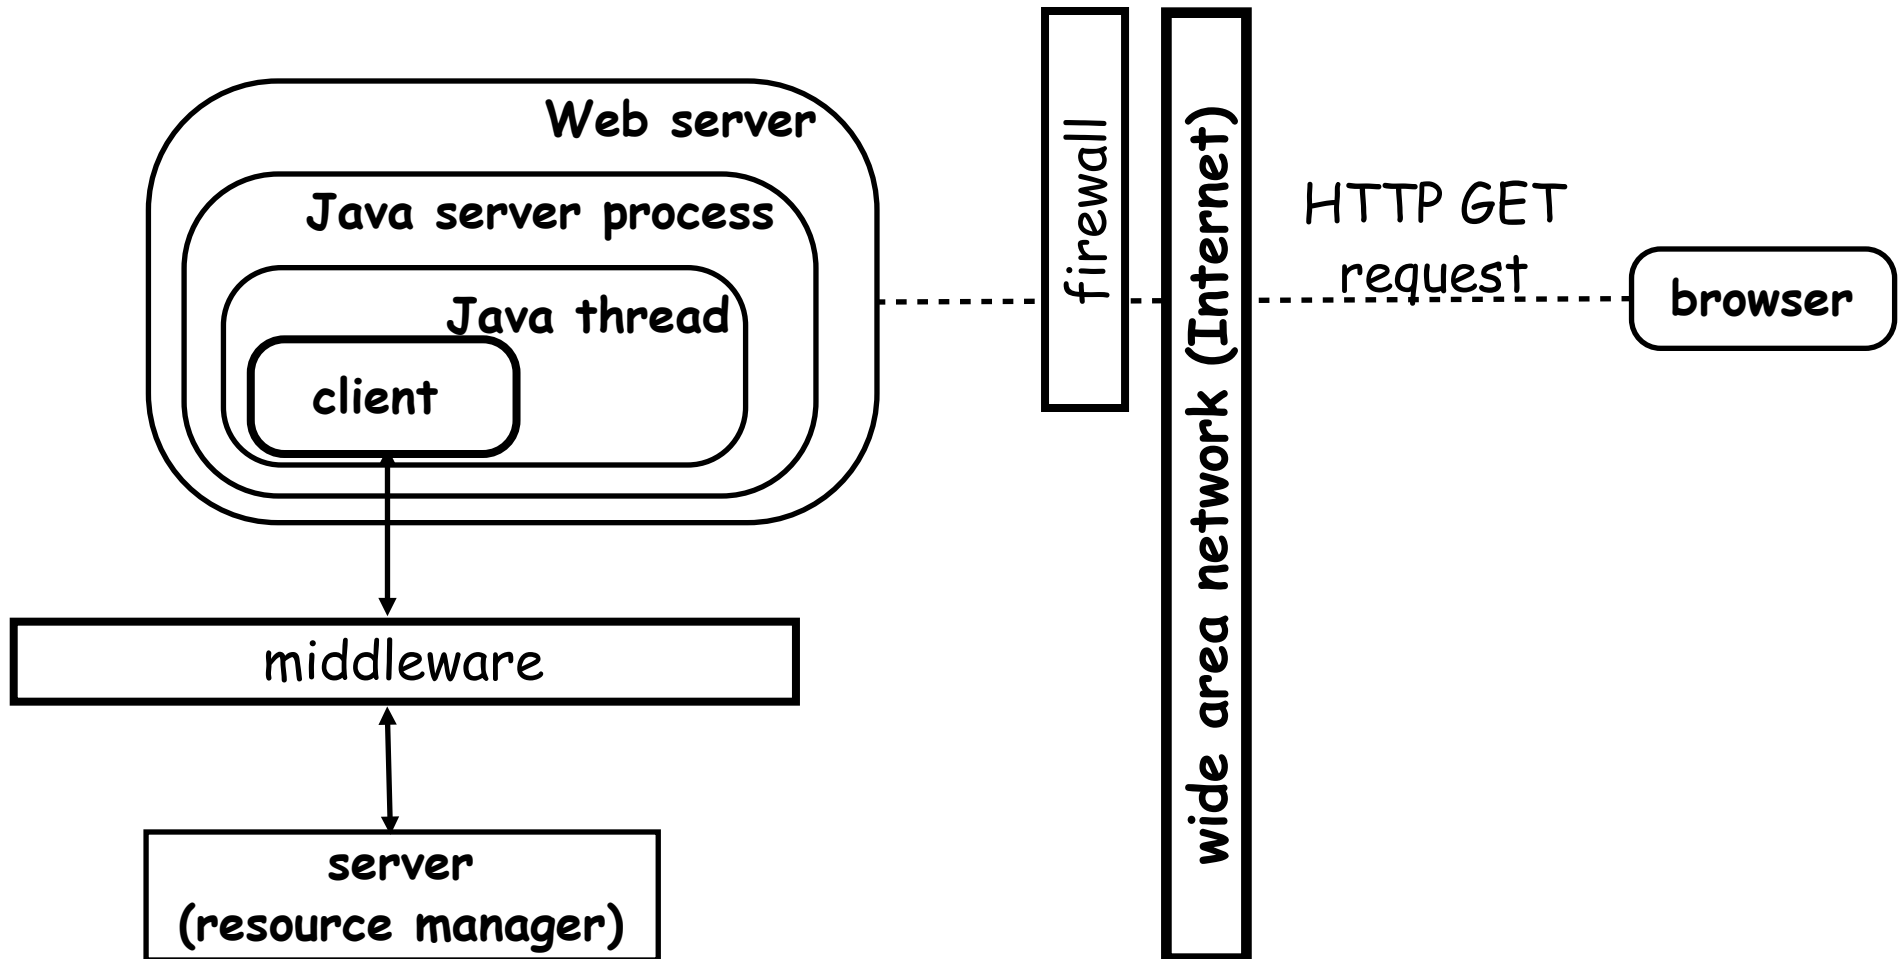 Web server
Java server process
Java thread
client
firewall
wide area network (Internet)
HTTP GET
request
browser
middleware
server
(resource manager)